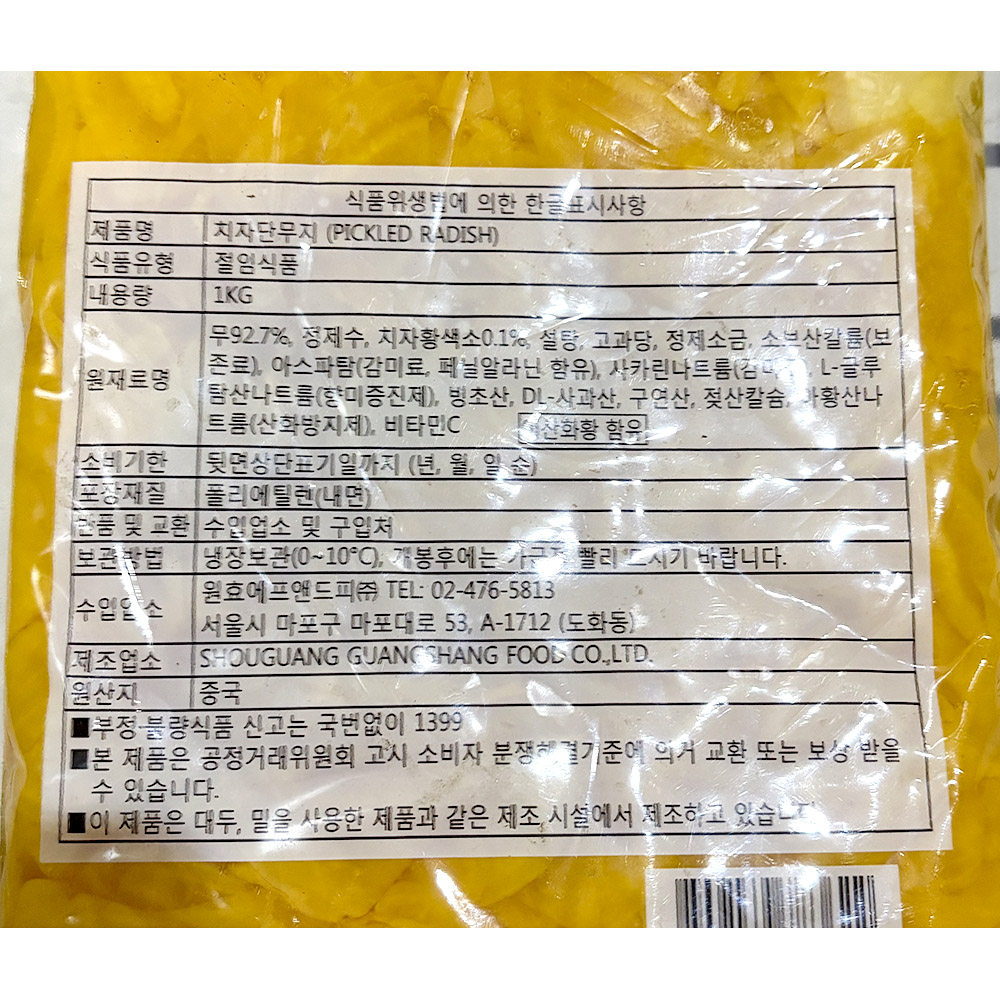 식품위생법에 의한 한글표시사항
제품명 치자단무지 (PICKLED RADISH)
식품유형 절임식품
내용량 1KG
원재료명 무92.7%, 정제수, 치자황색소0.1%, 설탕, 고과당, 정제소금, 소브산칼륨(보
존료), 아스파탐(감미료, 페닐알라닌 함유), 사카린나트륨 L-글루
탐산나트륨(향미증진제), 빙초산, DL-사과산, 구연산, 젖산칼슘,
트륨(산화방지제), 비타민C 함유
소비기한 뒷면상단표기일까지 (년, 월, 일 순)
포장재질 폴리에틸렌(내면)
반품 및 교환 수입업소 및 구입처
보관방법 냉장보관(0~10℃), 개봉후에는 빨리 바랍니다.
수입업소 원효에프앤드피㈜ TEL: 02-476-5813
서울시 마포구 마포대로 53, A-1712 (도화동)
제조업소 SHOUGUANG GUANGSHANG FOOD CO.,LTD.
원산지 중국
■부정·불량식품 신고는 국번없이 1399
■본 제품은 공정거래위원회 고시 소비자 분쟁해결기준에 의거 교환 또는 보상 받을
수 있습니다.
■이 제품은 대두, 밀을 사용한 제품과 같은 제조 시설에서 제조하고 있습니다